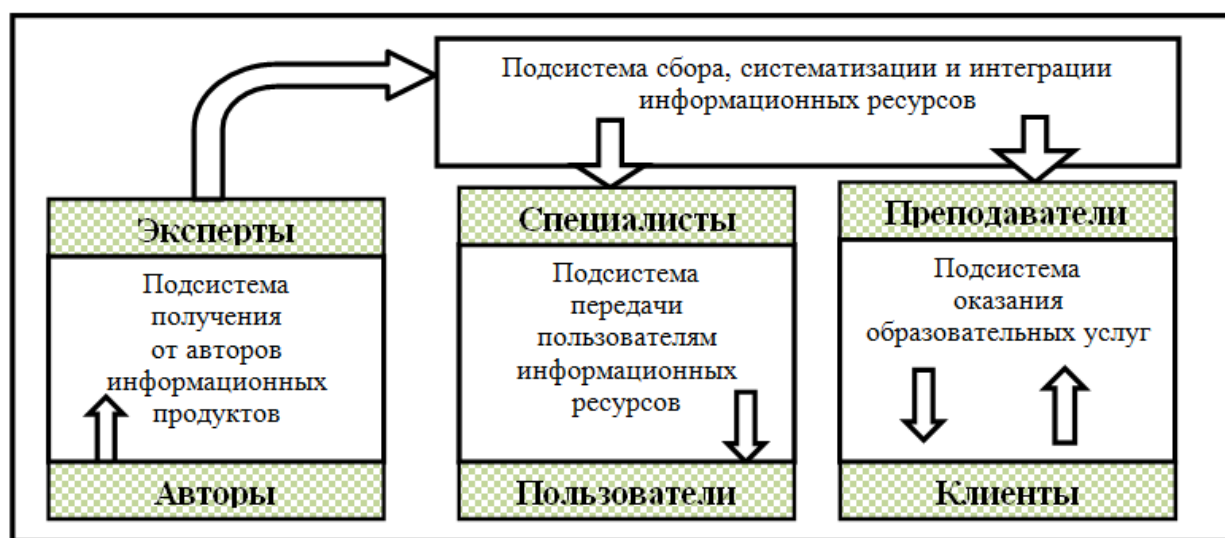 Подсистема сбора, систематизации и интеграции
информационных ресурсов
Эксперты
Подсистема
получения
от авторов
информационных
продуктов
Авторы
Специалисты
Подсистема
передачи
пользователям
информационных
ресурсов
Пользователи
Преподаватели
Подсистема
оказания
образовательных услуг
Клиенты